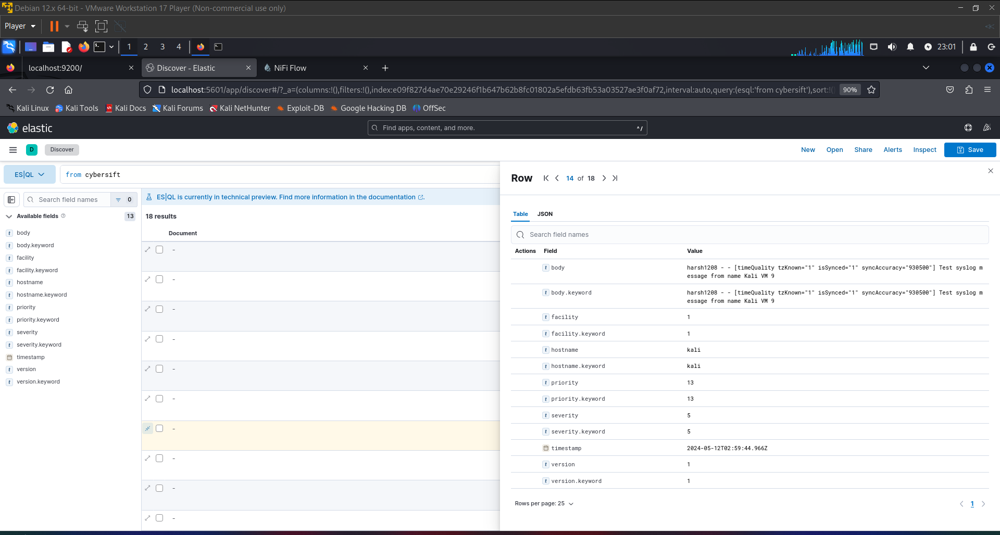 Debian 12.x 64-bit - VMware Workstation 17 Player (Non-commercial use only)
Player
1 2 3 4 23:01
localhost:9200/ Discover - Elastic NiFi Flow
localhost:5601/app/discover#/?_a=(columns:!(),filters:!(),index:e09f827d4ae70e29246f1b647b62b8fc01802a5efdb63fb53a03527ae3f0af72,interval:auto,query:(esql:'from cybersift'),sort:!() 90%
Kali Linux Kali Tools Kali Docs Kali Forums Kali NetHunter Exploit-DB Google Hacking DB OffSec
elastic Find apps, content, and more. ^/
D Discover New Open Share Alerts Inspect Save
ES|QL from cybersift
Search field names 0
Available fields 13
body
body.keyword
facility
facility.keyword
hostname
hostname.keyword
priority
priority.keyword
severity
severity.keyword
timestamp
version
version.keyword
ES|QL is currently in technical preview. Find more information in the documentation.
18 results
Document
-
-
-
-
-
-
-
-
-
-
Row 14 of 18
Table JSON
Search field names
Actions Field Value
body harsh1208 - - [timeQuality tzKnown="1" isSynced="1" syncAccuracy="930500"] Test syslog m
essage from name Kali VM 9
body.keyword harsh1208 - - [timeQuality tzKnown="1" isSynced="1" syncAccuracy="930500"] Test syslog m
essage from name Kali VM 9
facility 1
facility.keyword 1
hostname kali
hostname.keyword kali
priority 13
priority.keyword 13
severity 5
severity.keyword 5
timestamp 2024-05-12T02:59:44.966Z
version 1
version.keyword 1
Rows per page: 25 1